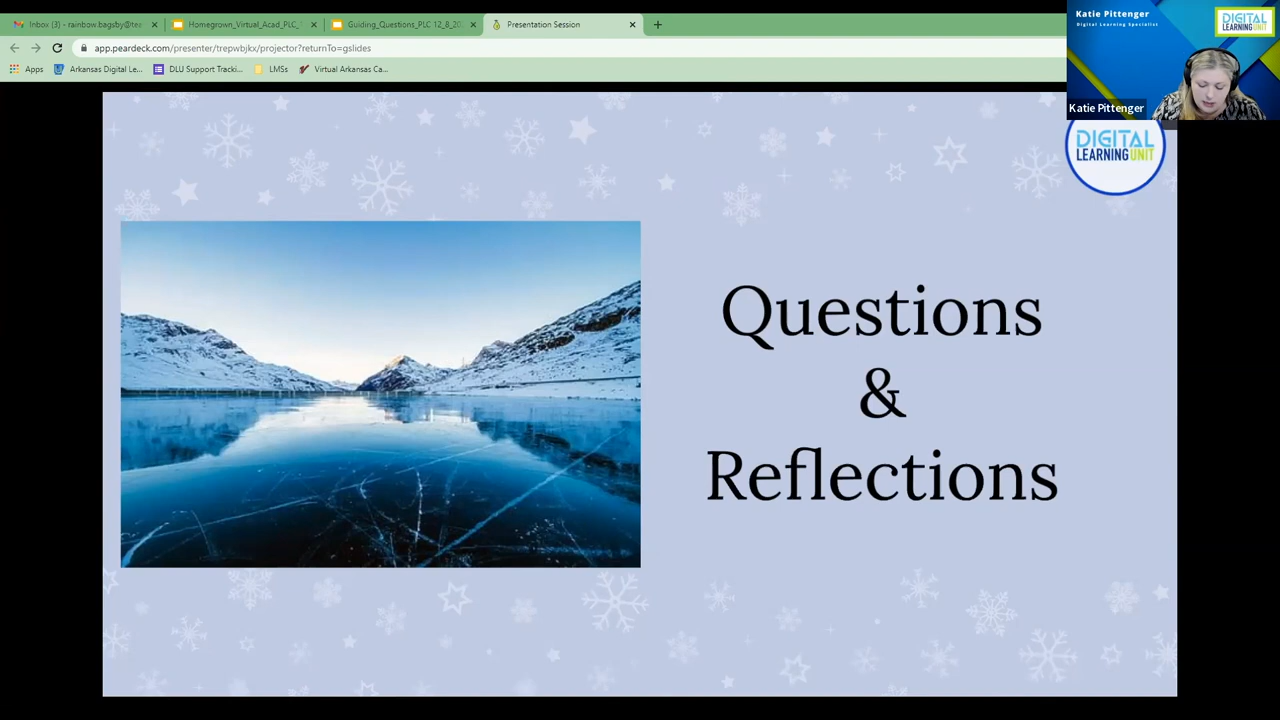 Inbox (3) - rainbow.bagsby@tea
Homegrown_Virtual_Acad_PLC_
Guiding_Questions_PLC 12_8_20
Presentation Session
app.peardeck.com/presenter/trepwbjkx/projector?returnTo=gslides
Apps
Arkansas Digital Le...
DLU Support Tracki...
LMSs
Virtual Arkansas Ca...
Katie Pittenger
Digital Learning Specialist
DIGITAL
LEARNING UNIT
Katie Pittenger
DIGITAL
LEARNING UNIT
Questions
&
Reflections